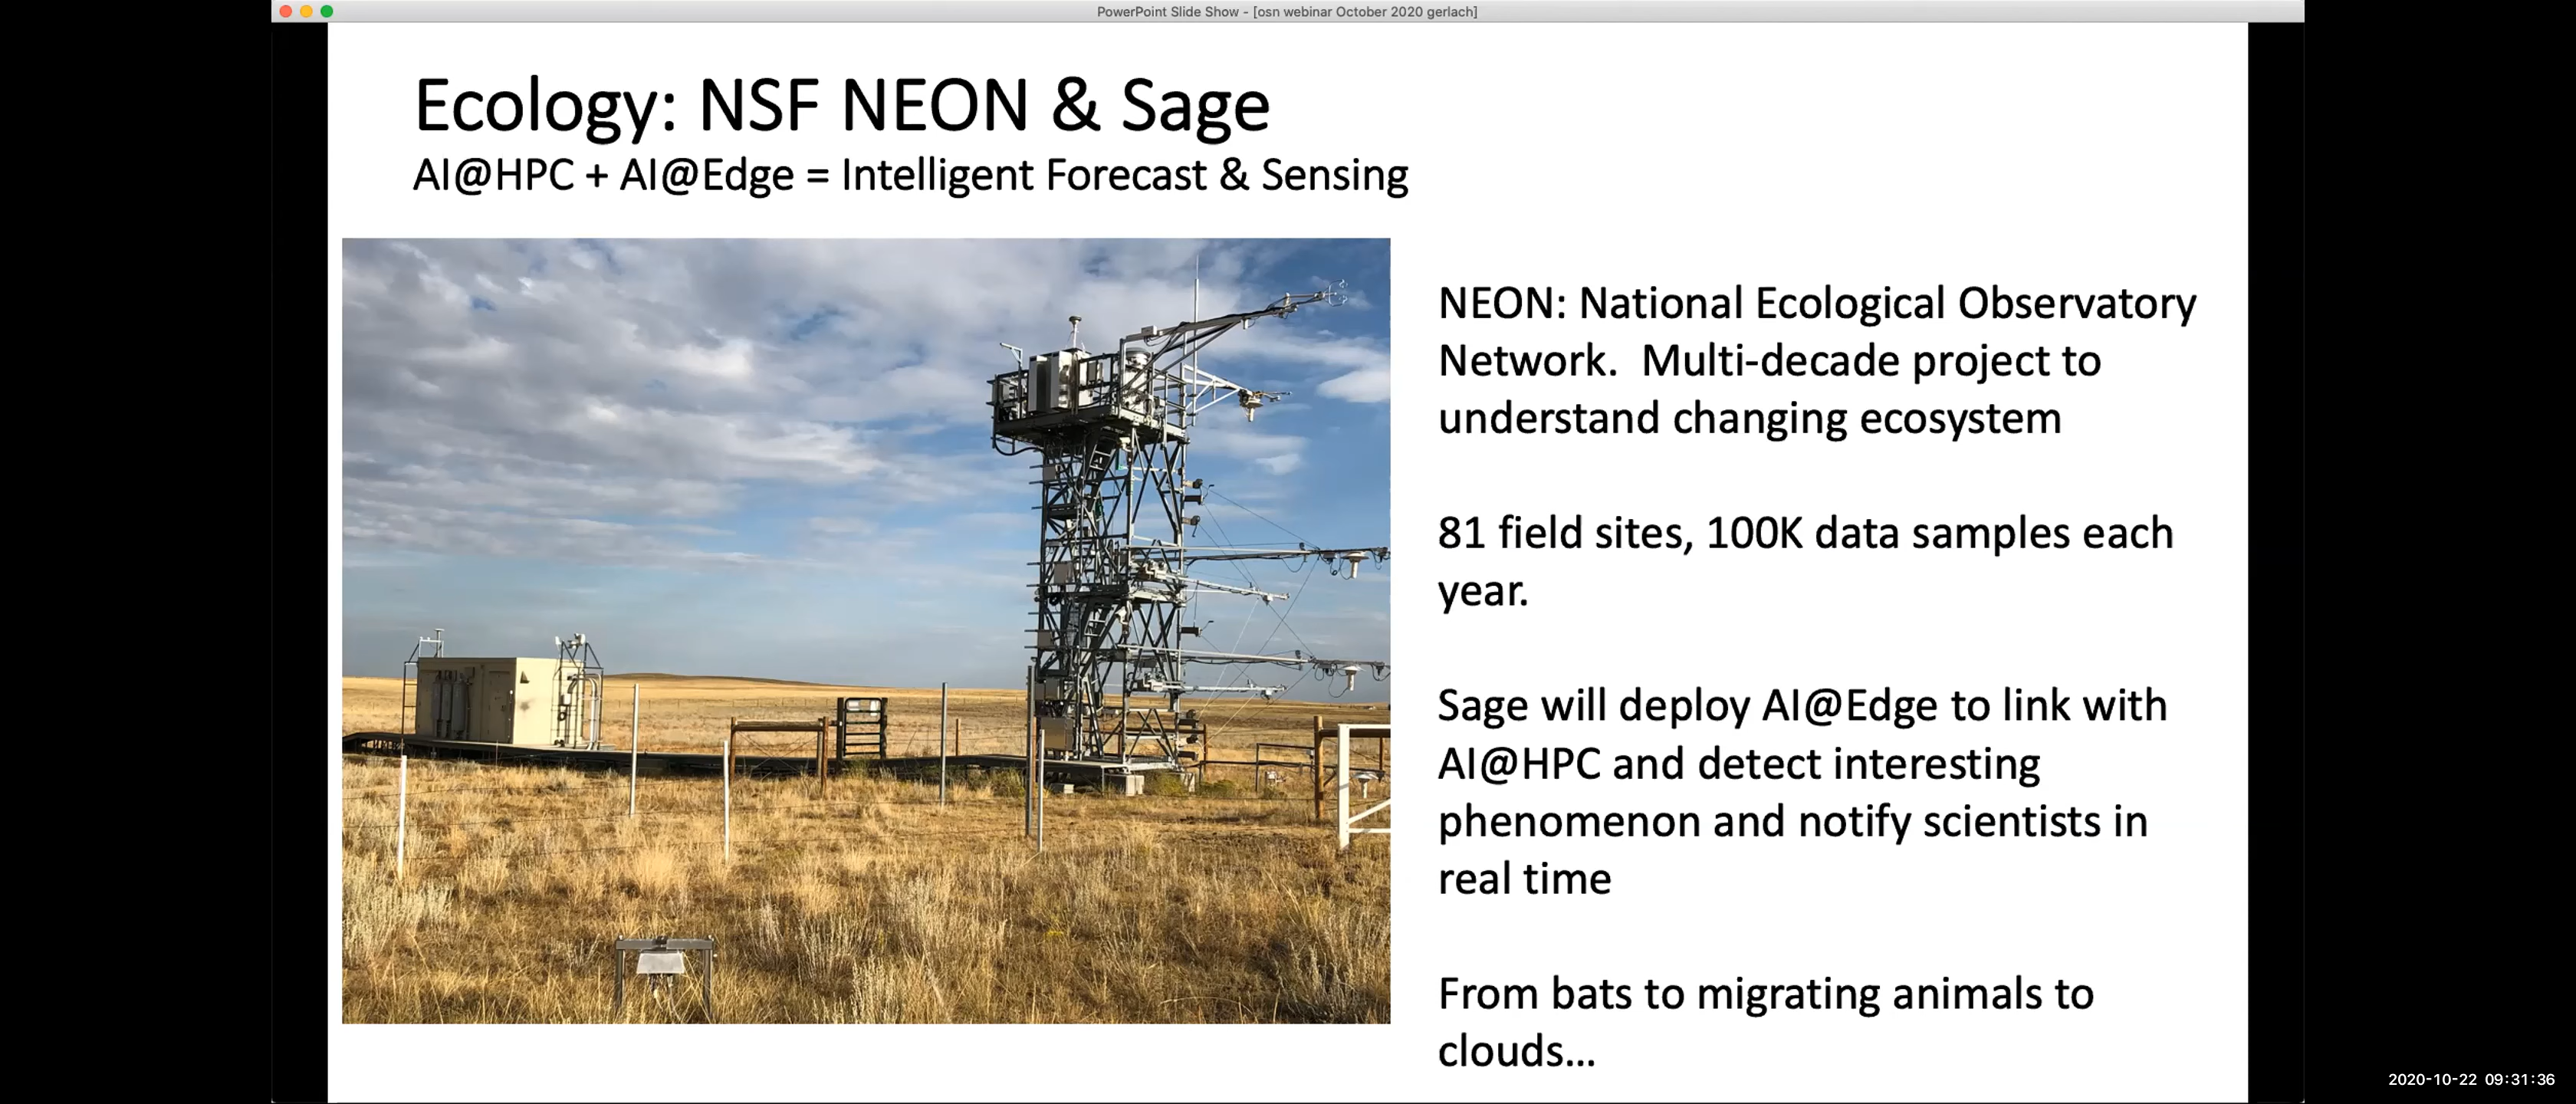 PowerPoint Slide Show - [osn webinar October 2020 gerlach]
Ecology: NSF NEON & Sage
AI@HPC + AI@Edge = Intelligent Forecast & Sensing
NEON: National Ecological Observatory
Network.  Multi-decade project to
understand changing ecosystem
81 field sites, 100K data samples each
year.
Sage will deploy AI@Edge to link with
AI@HPC and detect interesting
phenomenon and notify scientists in
real time
From bats to migrating animals to
clouds...
2020-10-22 09:31:36